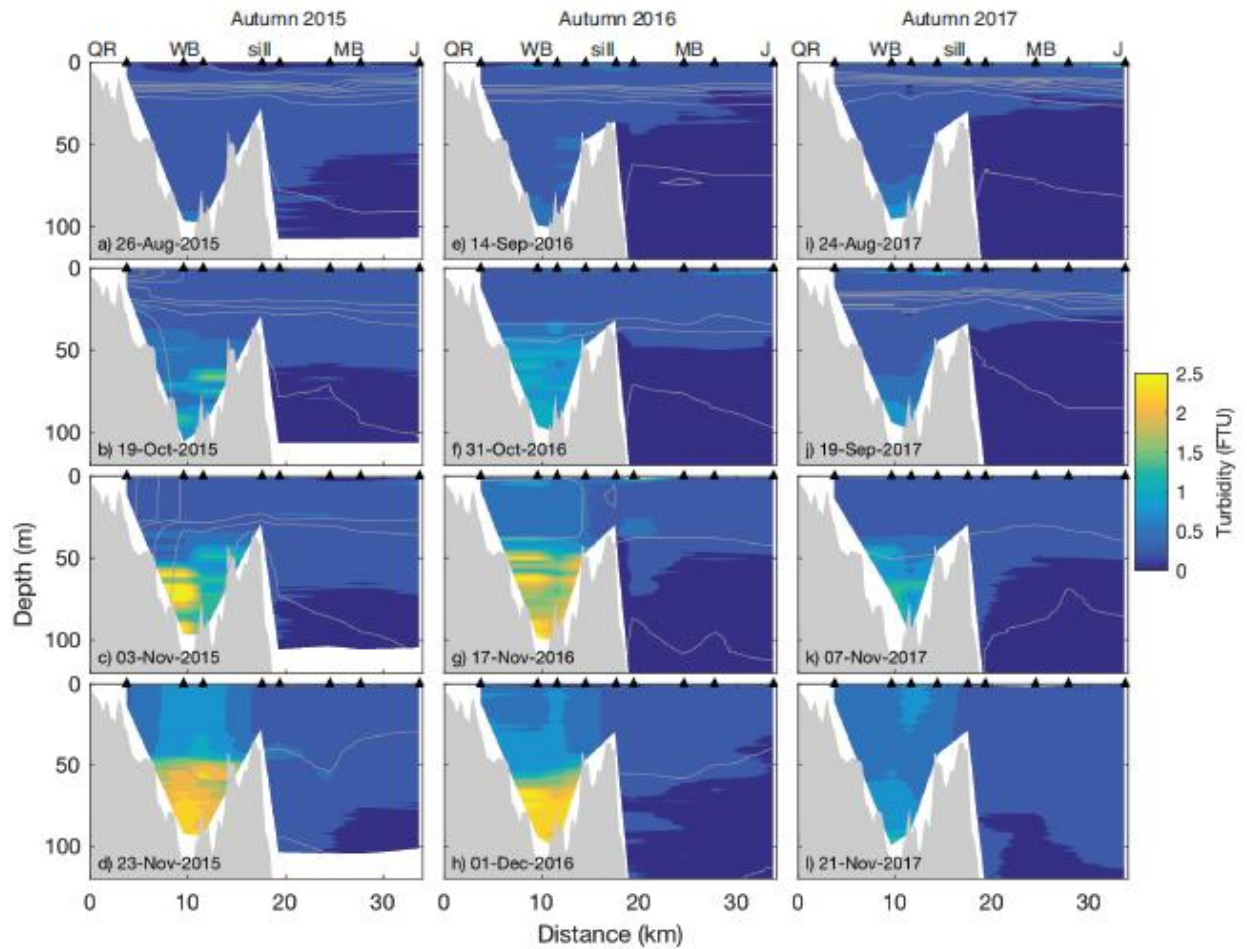 Autumn 2015 Autumn 2016 Autumn 2017
QR WB sill MB J QR WB sill MB J QR WB sill MB J
0
50
100
a) 26-Aug-2015 e) 14-Sep-2016 i) 24-Aug-2017
0
50
100
b) 19-Oct-2015 f) 31-Oct-2016 j) 19-Sep-2017
0
50
100
c) 03-Nov-2015 g) 17-Nov-2016 k) 07-Nov-2017
0
50
100
d) 23-Nov-2015 h) 01-Dec-2016 l) 21-Nov-2017
0 10 20 30 0 10 20 30 0 10 20 30
Distance (km)
Depth (m)
2.5
2
1.5
1
0.5
0
Turbidity (FTU)